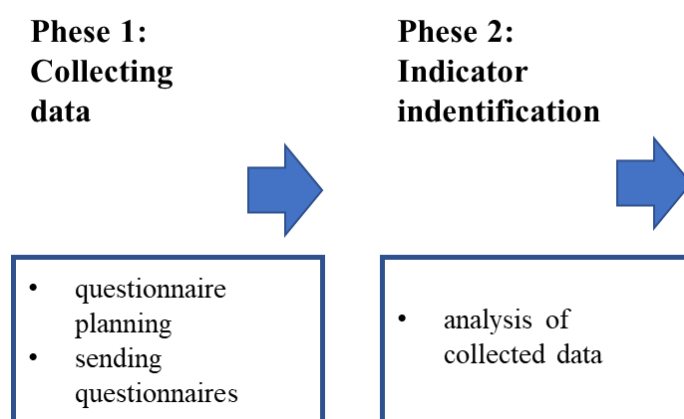 Phese 1:
Collecting
data
Phese 2:
Indicator
indentification
• questionnaire
planning
• sending
questionnaires
• analysis of
collected data